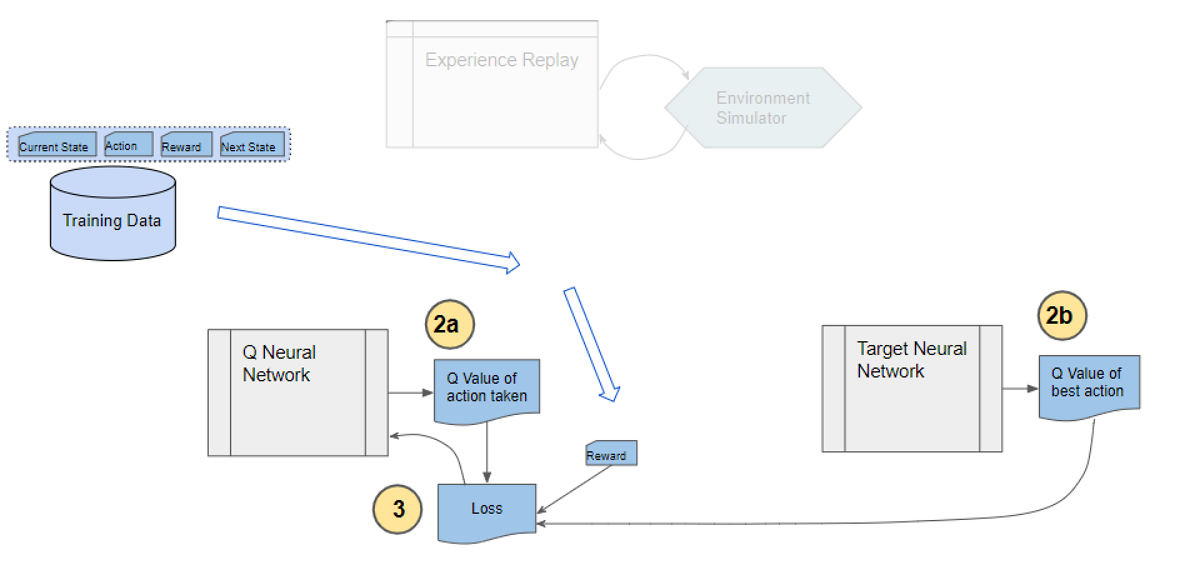 Experience Replay
Environment
Simulator
Current State
Action
Reward
Next State
Training Data
2a
2b
Q Neural
Network
Q Value of
action taken
Target Neural
Network
Q Value of
best action
Reward
3
Loss